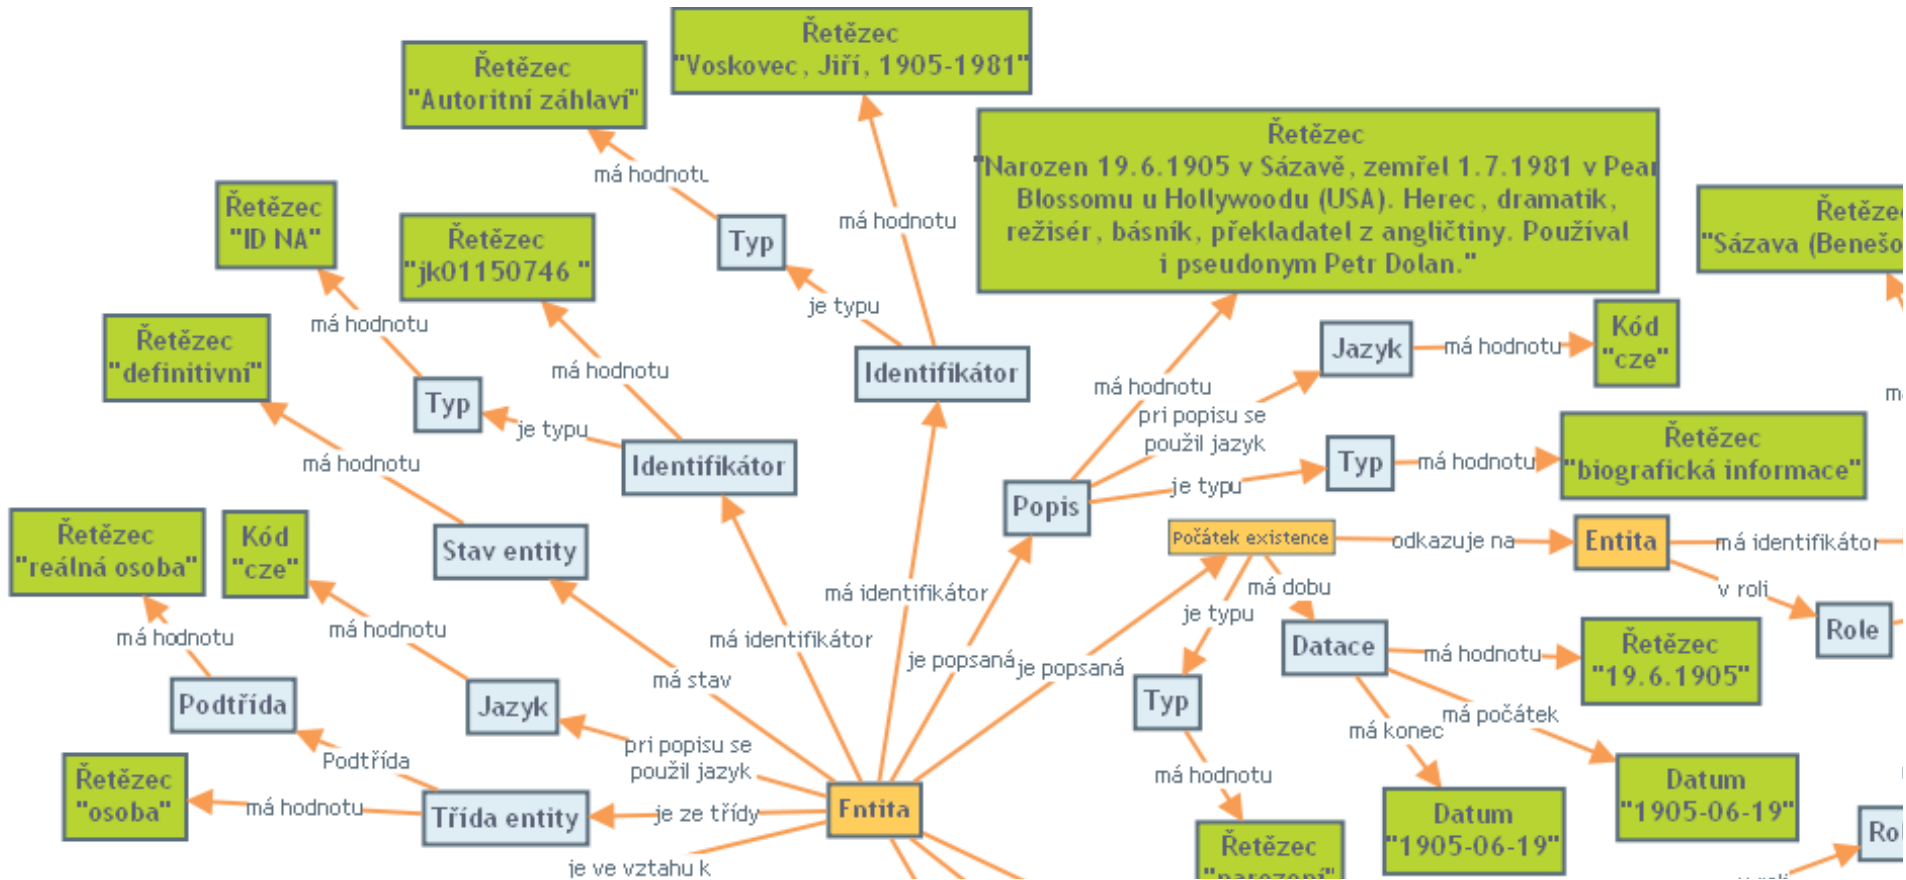 Řetězec
"Voskovec, Jiří, 1905-1981"
Řetězec
"Autoritní záhlaví"
Řetězec
"Narozen 19.6.1905 v Sázavě, zemřel 1.7.1981 v Pear
Blossomu u Hollywoodu (USA). Herec, dramatik,
režisér, básník, překladatel z angličtiny. Používal
i pseudonym Petr Dolan."
má hodnotu
Řetězec
"ID NA"
Řetězec
"jk01150746 "
Typ
má hodnotu
"Sázava
je typu
má hodnotu
Řetězec
"definitivní"
má hodnotu
Identifikátor
Jazyk
má hodnotu
Kód
"cze"
má hodnotu
pri popisu se
použil jazyk
Typ
je typu
má hodnotu
Identifikátor
Typ
má hodnotu
Řetězec
"biografická informace"
je typu
Popis
Řetězec
"reálná osoba"
Kód
"cze"
Stav entity
Počátek existence
odkazuje na
Entita
má identifikátor
má identifikátor
má dobu
je typu
v roli
má hodnotu
má hodnotu
má identifikátor
Datace
má hodnotu
Řetězec
"19.6.1905"
Role
je popsaná
je popsaná
má stav
Podtřída
Jazyk
Typ
má počátek
má konec
pri popisu se
použil jazyk
Podtřída
má hodnotu
Řetězec
"osoba"
má hodnotu
Třída entity
je ze třídy
Entita
Datum
"1905-06-19"
Datum
"1905-06-19"
Řetězec
"narození"
je ve vztahu k
v roli